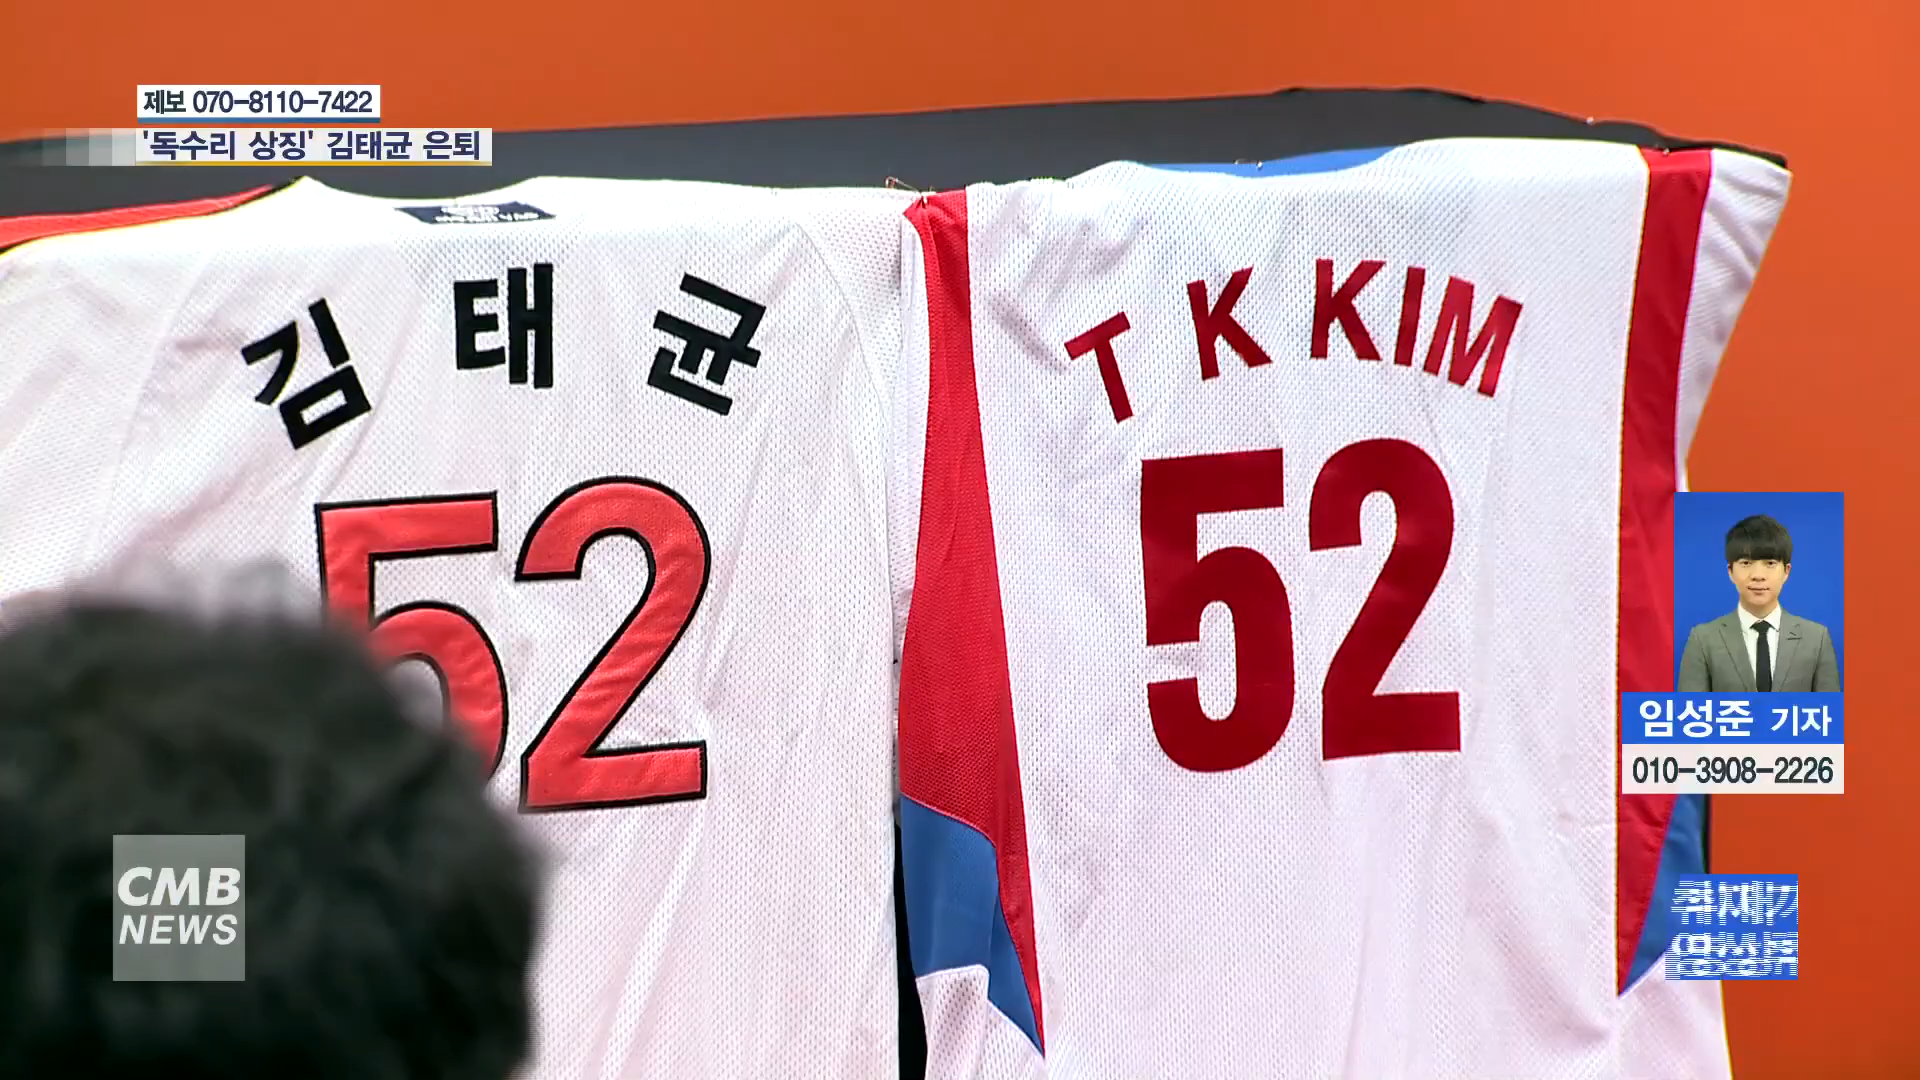 제보 070-8110-7422
'독수리 상징' 김태균 은퇴
김태균
52
T K KIM
52
임성준 기자
010-3908-2226
CMB
NEWS